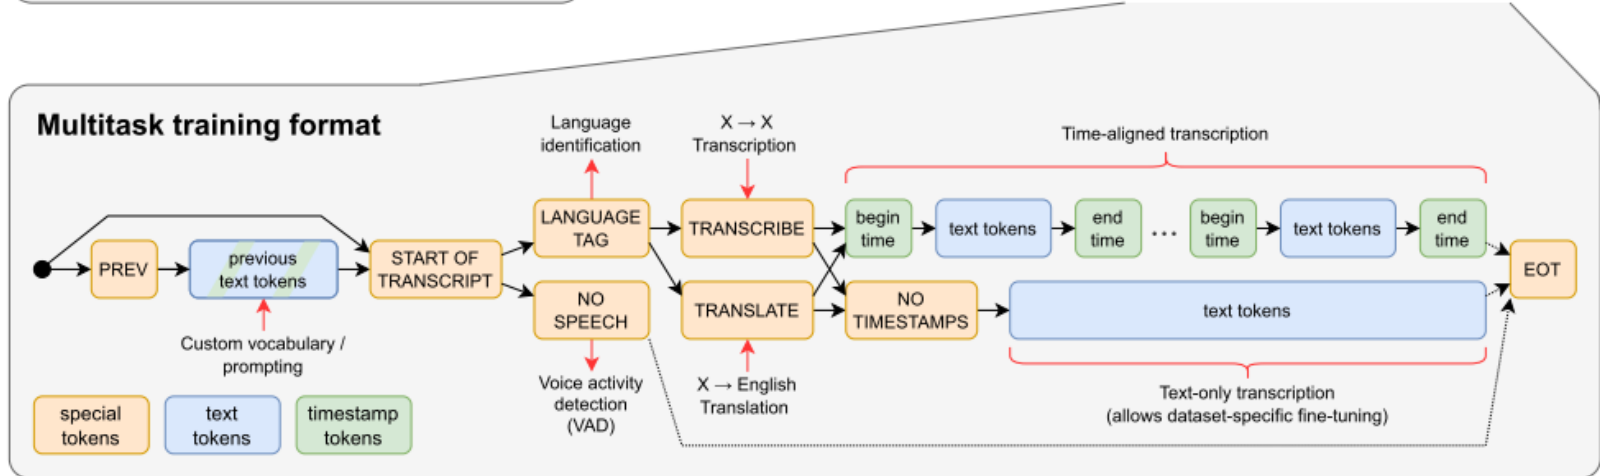 Multitask training format
Language
identification
X → X
Transcription
Time-aligned transcription
PREV
previous
text tokens
START OF
TRANSCRIPT
LANGUAGE
TAG
NO
SPEECH
TRANSCRIBE
TRANSLATE
begin
time
text tokens
end
time
...
begin
time
text tokens
end
time
NO
TIMESTAMPS
text tokens
EOT
Custom vocabulary /
prompting
Voice activity
detection
(VAD)
X → English
Translation
Text-only transcription
(allows dataset-specific fine-tuning)
special
tokens
text
tokens
timestamp
tokens